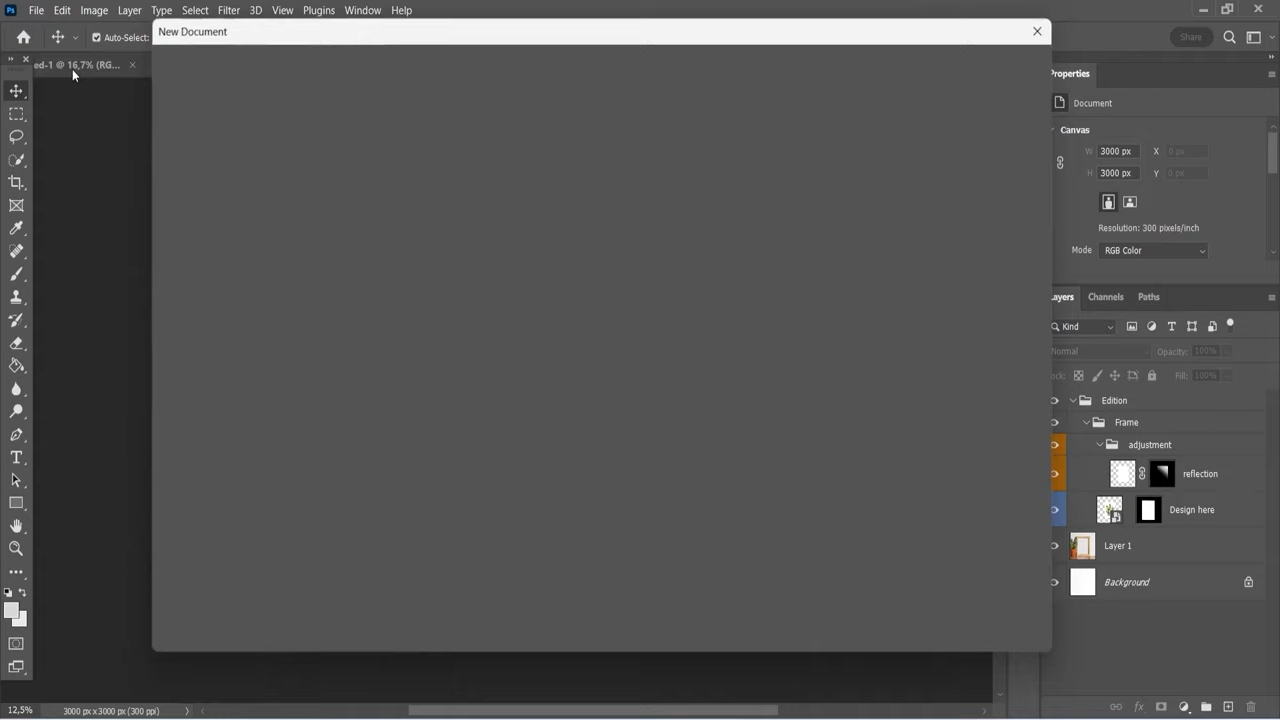 Ps File Edit Image Layer Type Select Filter 3D View Plugins Window Help
Auto-Select:
New Document
Share
ed-1 @ 16,7% (RG...
Properties
Document
Canvas
W 3000 px X 0 px
H 3000 px Y 0 px
Resolution: 300 pixels/inch
Mode RGB Color
ayers Channels Paths
Kind
Normal Opacity: 100%
ock: Fill: 100%
Edition
Frame
adjustment
reflection
Design here
Layer 1
Background
12,5% 3000 px x 3000 px (300 ppi)
fx